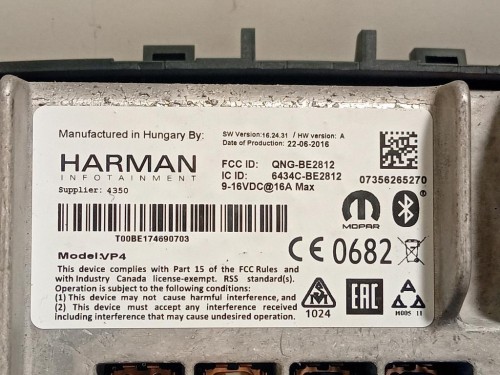 Manufactured in Hungary By:
SW Version:16.24.31 / HW version: A
Date of Production: 22-06-2016
HARMAN
INFOTAINMENT
Supplier: 4350
FCC ID: QNG-BE2812
IC ID: 6434C-BE2812
9-16VDC@16A Max
07356265270
T00BE174690703
MOPAR
CE0682
Model:VP4
This device complies with Part 15 of the FCC Rules and
with Industry Canada license-exempt. RSS standard(s).
Operation is subject to the following conditions:
(1) This device may not cause harmful interference, and
(2) This device must accept any interference received
including interference that may cause undesired operation.
1024
EAC
M005 11